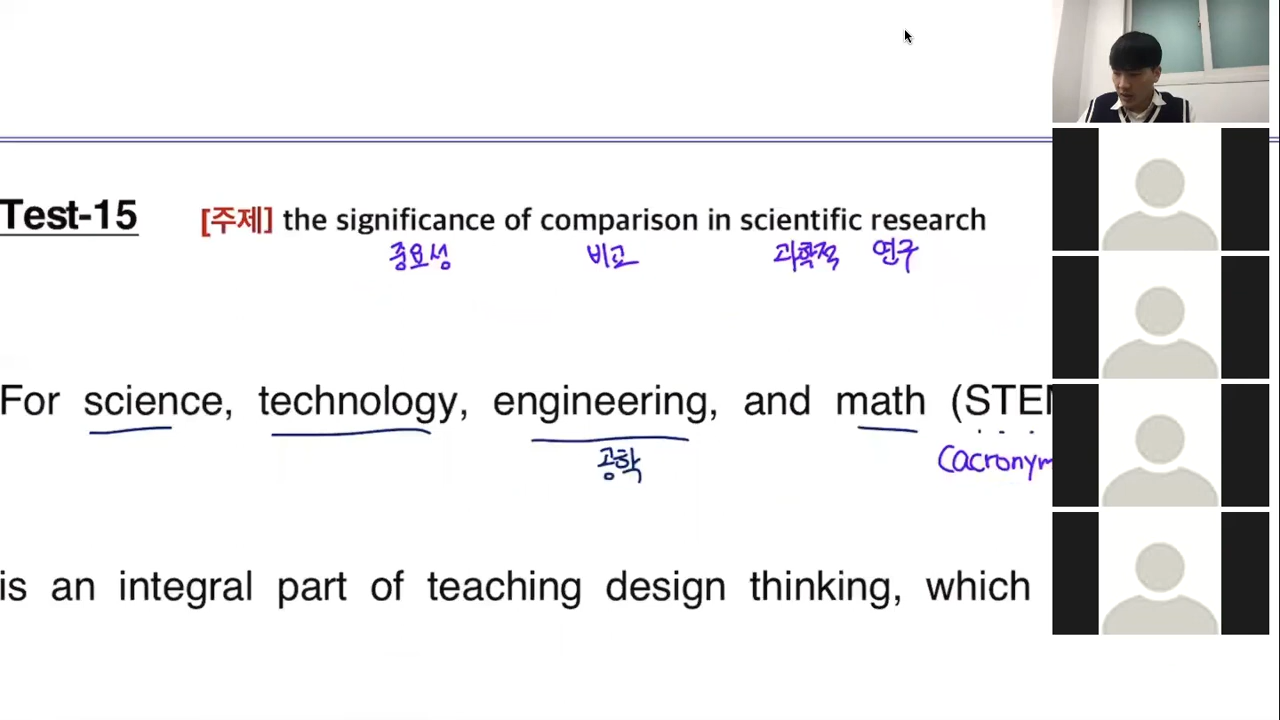 Test-15 [주제] the significance of comparison in scientific research
중요성 비교 과학적 연구
For science, technology, engineering, and math (STEM
공학 (acronym
is an integral part of teaching design thinking, which